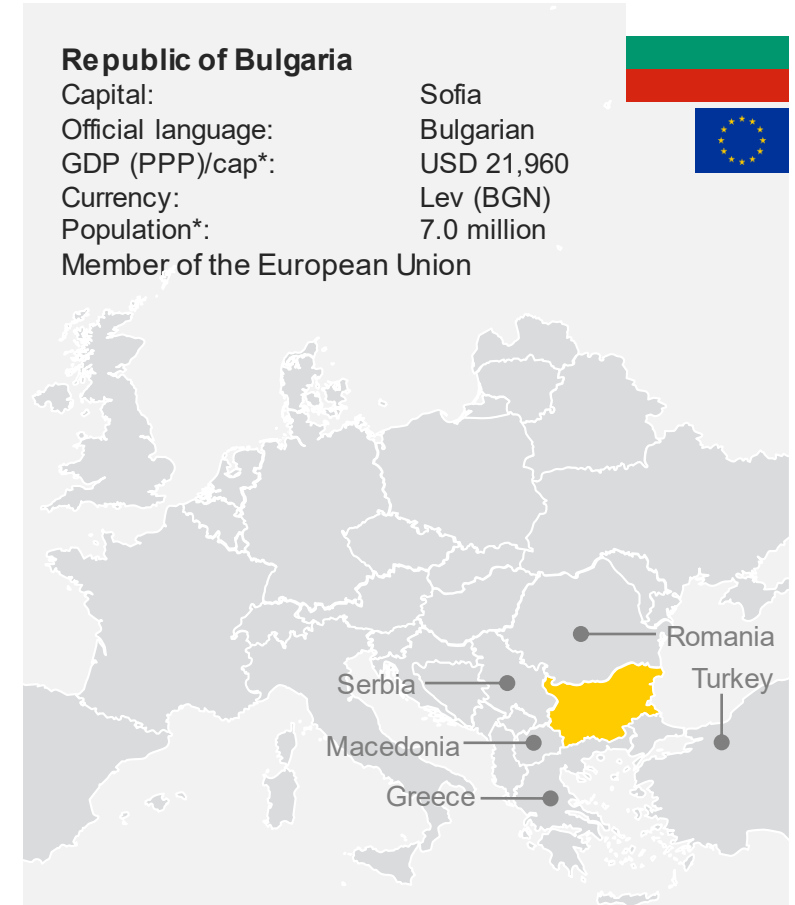 Republic of Bulgaria
Capital: Sofia
Official language: Bulgarian
GDP (PPP)/cap*: USD 21,960
Currency: Lev (BGN)
Population*: 7.0 million
Member of the European Union
Romania
Turkey
Serbia
Macedonia
Greece